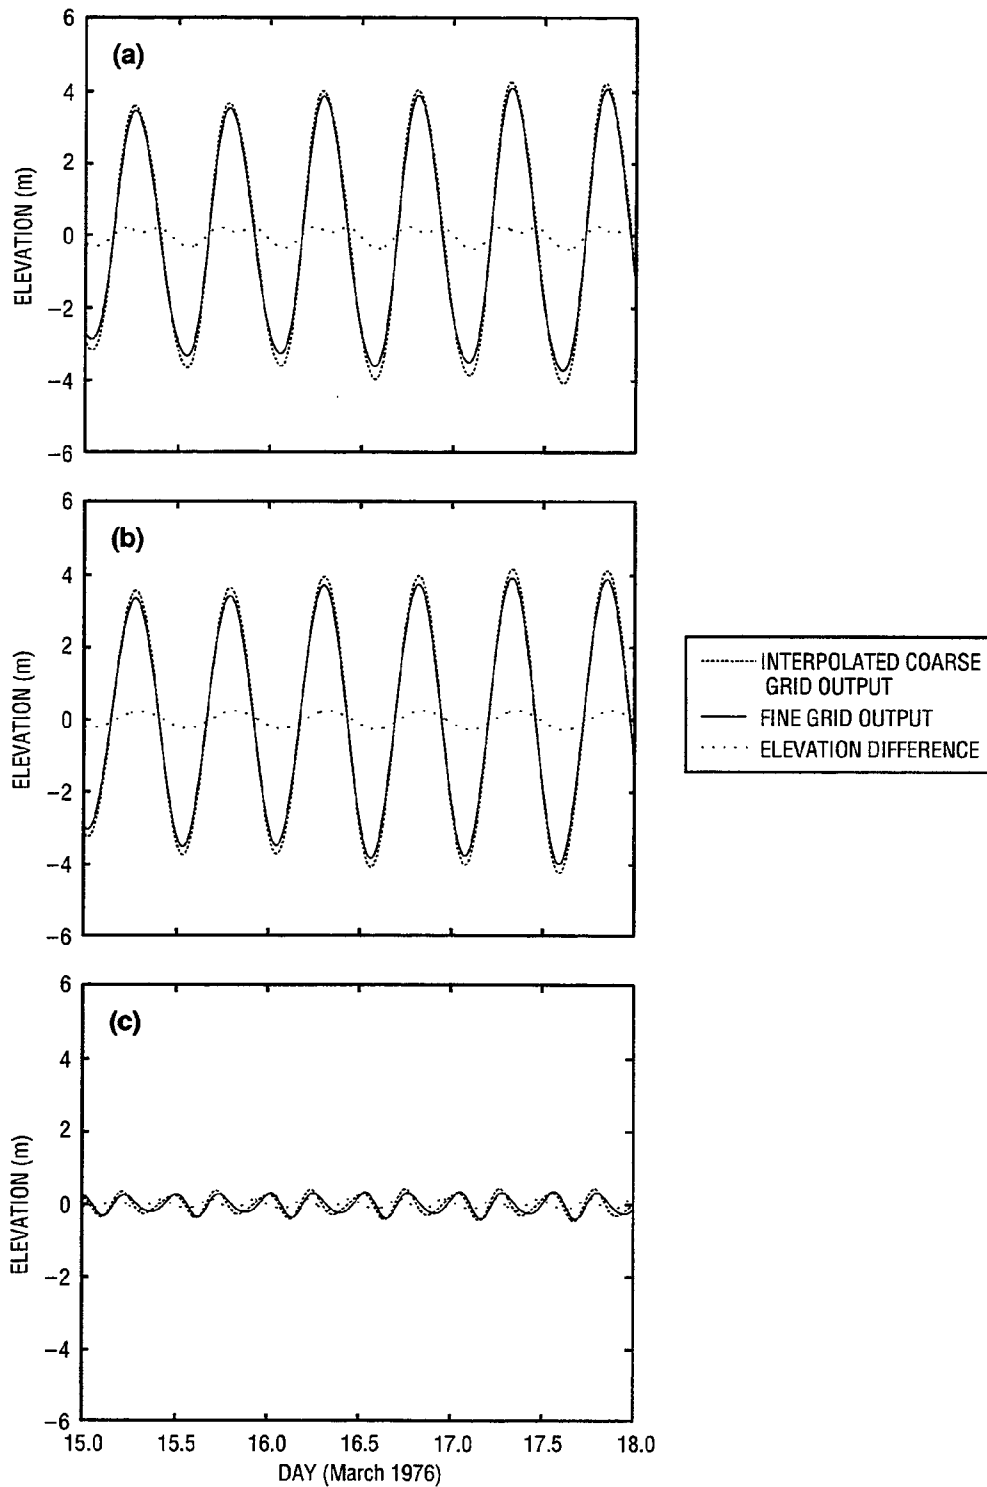 6
(a)
4
2
0
−2
−4
−6
ELEVATION (m)
6
(b)
4
2
0
−2
−4
−6
ELEVATION (m)
INTERPOLATED COARSE
GRID OUTPUT
FINE GRID OUTPUT
ELEVATION DIFFERENCE
6
(c)
4
2
0
−2
−4
−6
ELEVATION (m)
15.0 15.5 16.0 16.5 17.0 17.5 18.0
DAY (March 1976)